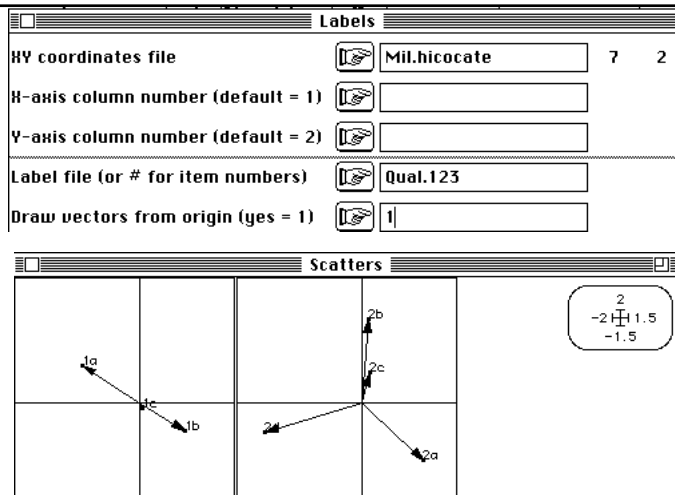 Labels
XY coordinates file Mil.hicocate 7 2
X-axis column number (default = 1)
Y-axis column number (default = 2)
Label file (or # for item numbers) Qual.123
Draw vectors from origin (yes = 1) 1
Scatters
2
-2 1.5
-1.5
2b
1a
2c
1c
1b
2d
2a